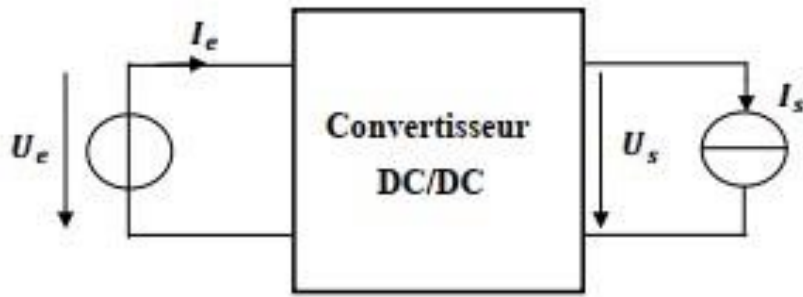 I_e
I_s
U_e
Convertisseur
DC/DC
U_s